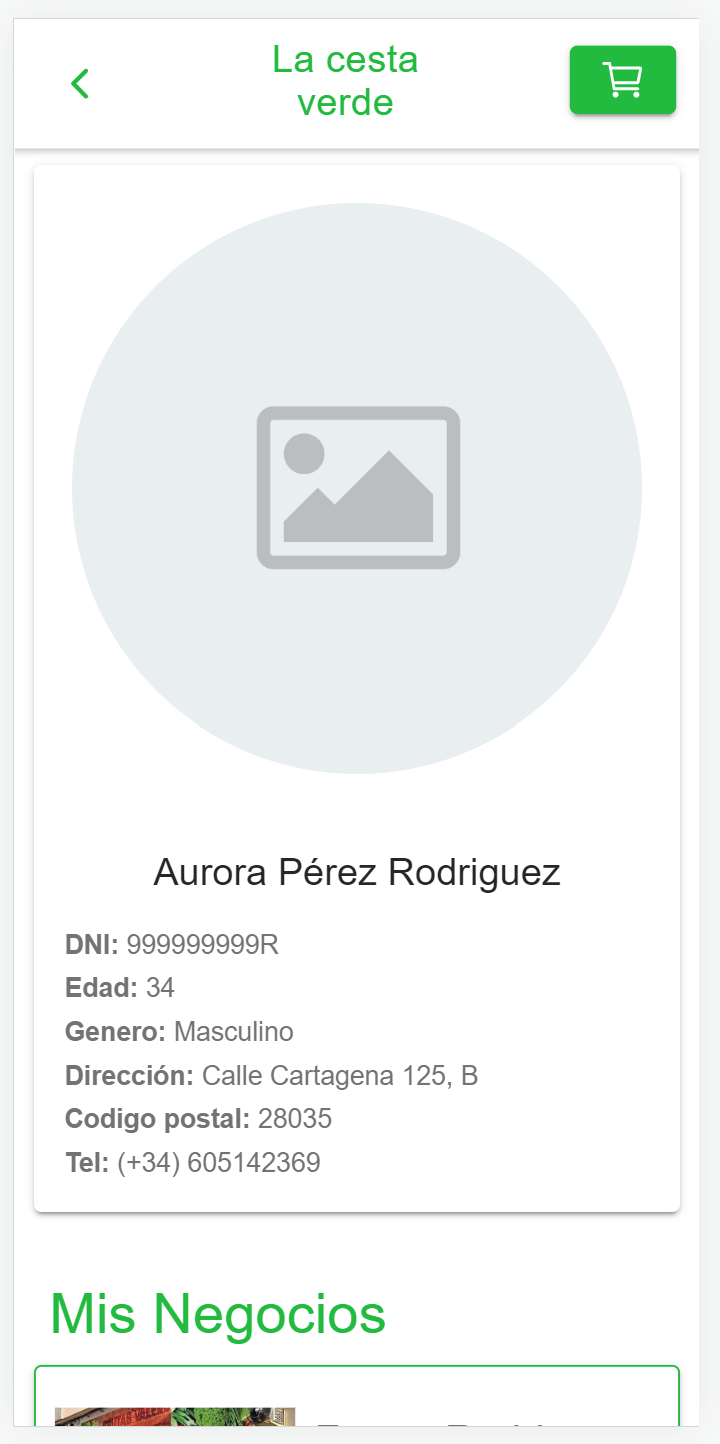 La cesta
verde
Aurora Pérez Rodriguez
DNI: 999999999R
Edad: 34
Genero: Masculino
Dirección: Calle Cartagena 125, B
Codigo postal: 28035
Tel: (+34) 605142369
Mis Negocios